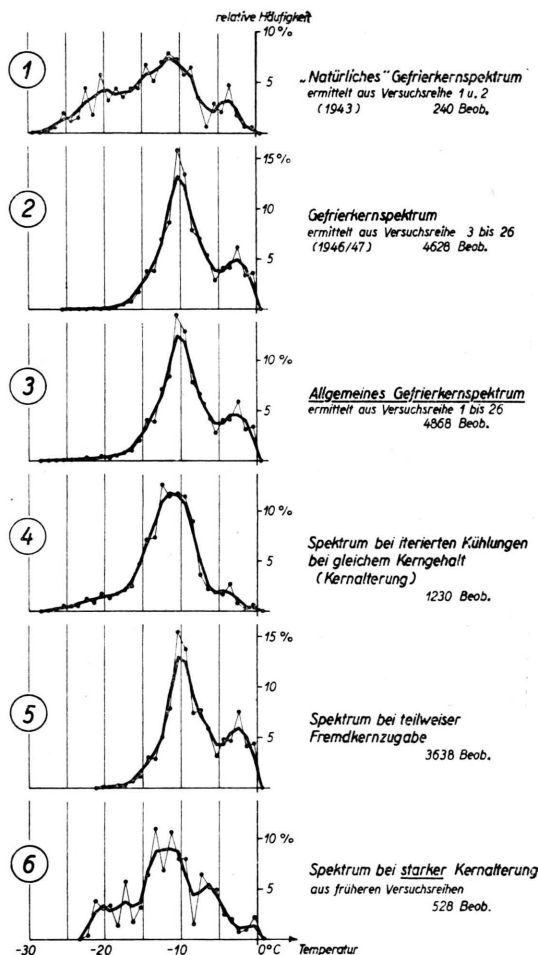 relative Häufigkeit
10%
5
1
„Natürliches" Gefrierkernspektrum
ermittelt aus Versuchsreihe 1 u. 2
(1943) 240 Beob.
15%
10
5
2
Gefrierkernspektrum
ermittelt aus Versuchsreihe 3 bis 26
(1946/47) 4628 Beob.
10%
5
3
Allgemeines Gefrierkernspektrum
ermittelt aus Versuchsreihe 1 bis 26
4868 Beob.
10%
5
4
Spektrum bei iterierten Kühlungen
bei gleichem Kerngehalt
(Kernalterung)
1230 Beob.
15%
10
5
5
Spektrum bei teilweiser
Fremdkernzugabe
3638 Beob.
10%
5
6
Spektrum bei starker Kernalterung
aus früheren Versuchsreihen
528 Beob.
-30 -20 -10 0°C Temperatur